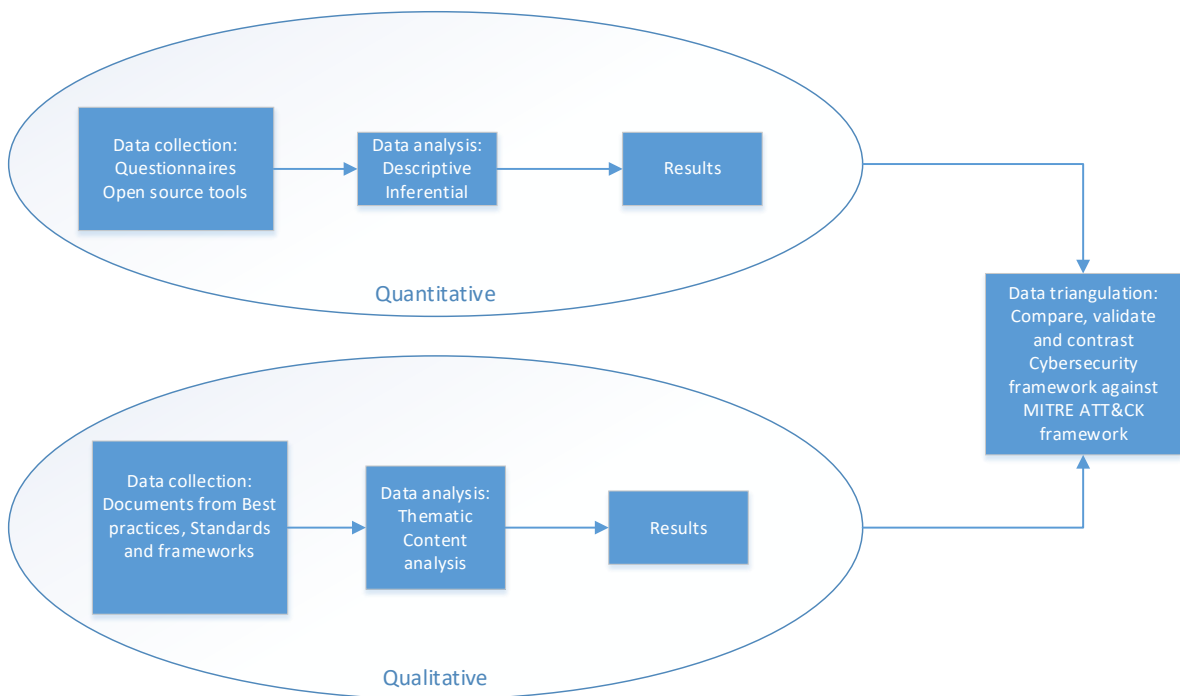 Data collection:
Questionnaires
Open source tools
Data analysis:
Descriptive
Inferential
Results
Quantitative
Data triangulation:
Compare, validate
and contrast
Cybersecurity
framework against
MITRE ATT&CK
framework
Data collection:
Documents from Best
practices, Standards
and frameworks
Data analysis:
Thematic
Content
analysis
Results
Qualitative